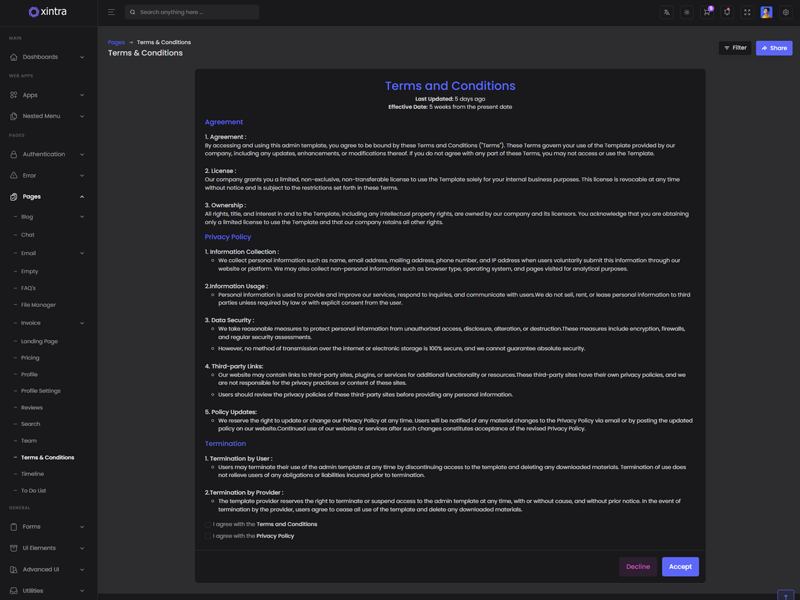 xintra
Search anything here ...
5
MAIN
Dashboards
WEB APPS
Apps
Nested Menu
PAGES
Authentication
Error
Pages
Blog
Chat
Email
Empty
FAQ's
File Manager
Invoice
Landing Page
Pricing
Profile
Profile Settings
Reviews
Search
Team
Terms & Conditions
Timeline
To Do List
GENERAL
Forms
UI Elements
Advanced UI
Utilities
Pages → Terms & Conditions
Terms & Conditions
Filter
Share
Terms and Conditions
Last Updated: 5 days ago
Effective Date: 5 weeks from the present date
Agreement
1. Agreement :
By accessing and using this admin template, you agree to be bound by these Terms and Conditions ("Terms"). These Terms govern your use of the Template provided by our
company, including any updates, enhancements, or modifications thereof. If you do not agree with any part of these Terms, you may not access or use the Template.
2. License :
Our company grants you a limited, non-exclusive, non-transferable license to use the Template solely for your internal business purposes. This license is revocable at any time
without notice and is subject to the restrictions set forth in these Terms.
3. Ownership :
All rights, title, and interest in and to the Template, including any intellectual property rights, are owned by our company and its licensors. You acknowledge that you are obtaining
only a limited license to use the Template and that our company retains all other rights.
Privacy Policy
1. Information Collection :
We collect personal information such as name, email address, mailing address, phone number, and IP address when users voluntarily submit this information through our
website or platform. We may also collect non-personal information such as browser type, operating system, and pages visited for analytical purposes.
2.Information Usage :
Personal information is used to provide and improve our services, respond to inquiries, and communicate with users.We do not sell, rent, or lease personal information to third
parties unless required by law or with explicit consent from the user.
3. Data Security :
We take reasonable measures to protect personal information from unauthorized access, disclosure, alteration, or destruction.These measures include encryption, firewalls,
and regular security assessments.
However, no method of transmission over the internet or electronic storage is 100% secure, and we cannot guarantee absolute security.
4. Third-party Links:
Our website may contain links to third-party sites, plugins, or services for additional functionality or resources.These third-party sites have their own privacy policies, and we
are not responsible for the privacy practices or content of these sites.
Users should review the privacy policies of these third-party sites before providing any personal information.
5. Policy Updates:
We reserve the right to update or change our Privacy Policy at any time. Users will be notified of any material changes to the Privacy Policy via email or by posting the updated
policy on our website.Continued use of our website or services after such changes constitutes acceptance of the revised Privacy Policy.
Termination
1. Termination by User :
Users may terminate their use of the admin template at any time by discontinuing access to the template and deleting any downloaded materials. Termination of use does
not relieve users of any obligations or liabilities incurred prior to termination.
2.Termination by Provider :
The template provider reserves the right to terminate or suspend access to the admin template at any time, with or without cause, and without prior notice. In the event of
termination by the provider, users agree to cease all use of the template and delete any downloaded materials.
I agree with the Terms and Conditions
I agree with the Privacy Policy
Decline
Accept